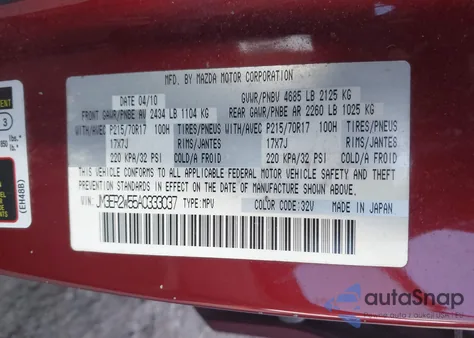 MFD. BY MAZDA MOTOR CORPORATION
DATE 04/10 GVWR/PNBV 4685 LB 2125 KG
FRONT GAWR/PNBE AV 2434 LB 1104 KG REAR GAWR/PNBE AR 2260 LB 1025 KG
WITH/AVEC P215/70R17 100H TIRES/PNEUS WITH/AVEC P215/70R17 100H TIRES/PNEUS
17X7J RIMS/JANTES 17X7J RIMS/JANTES
220 KPA/32 PSI COLD/A FROID 220 KPA/32 PSI COLD/A FROID
THIS VEHICLE CONFORMS TO ALL APPLICABLE FEDERAL MOTOR VEHICLE SAFETY AND THEFT
PREVENTION STANDARDS IN EFFECT ON THE DATE OF MANUFACTURE SHOWN ABOVE.
VIN: JM3ER2W55A0333037 TYPE: MPV COLOR CODE: 32V MADE IN JAPAN
(EH48B)
3
autoSnap